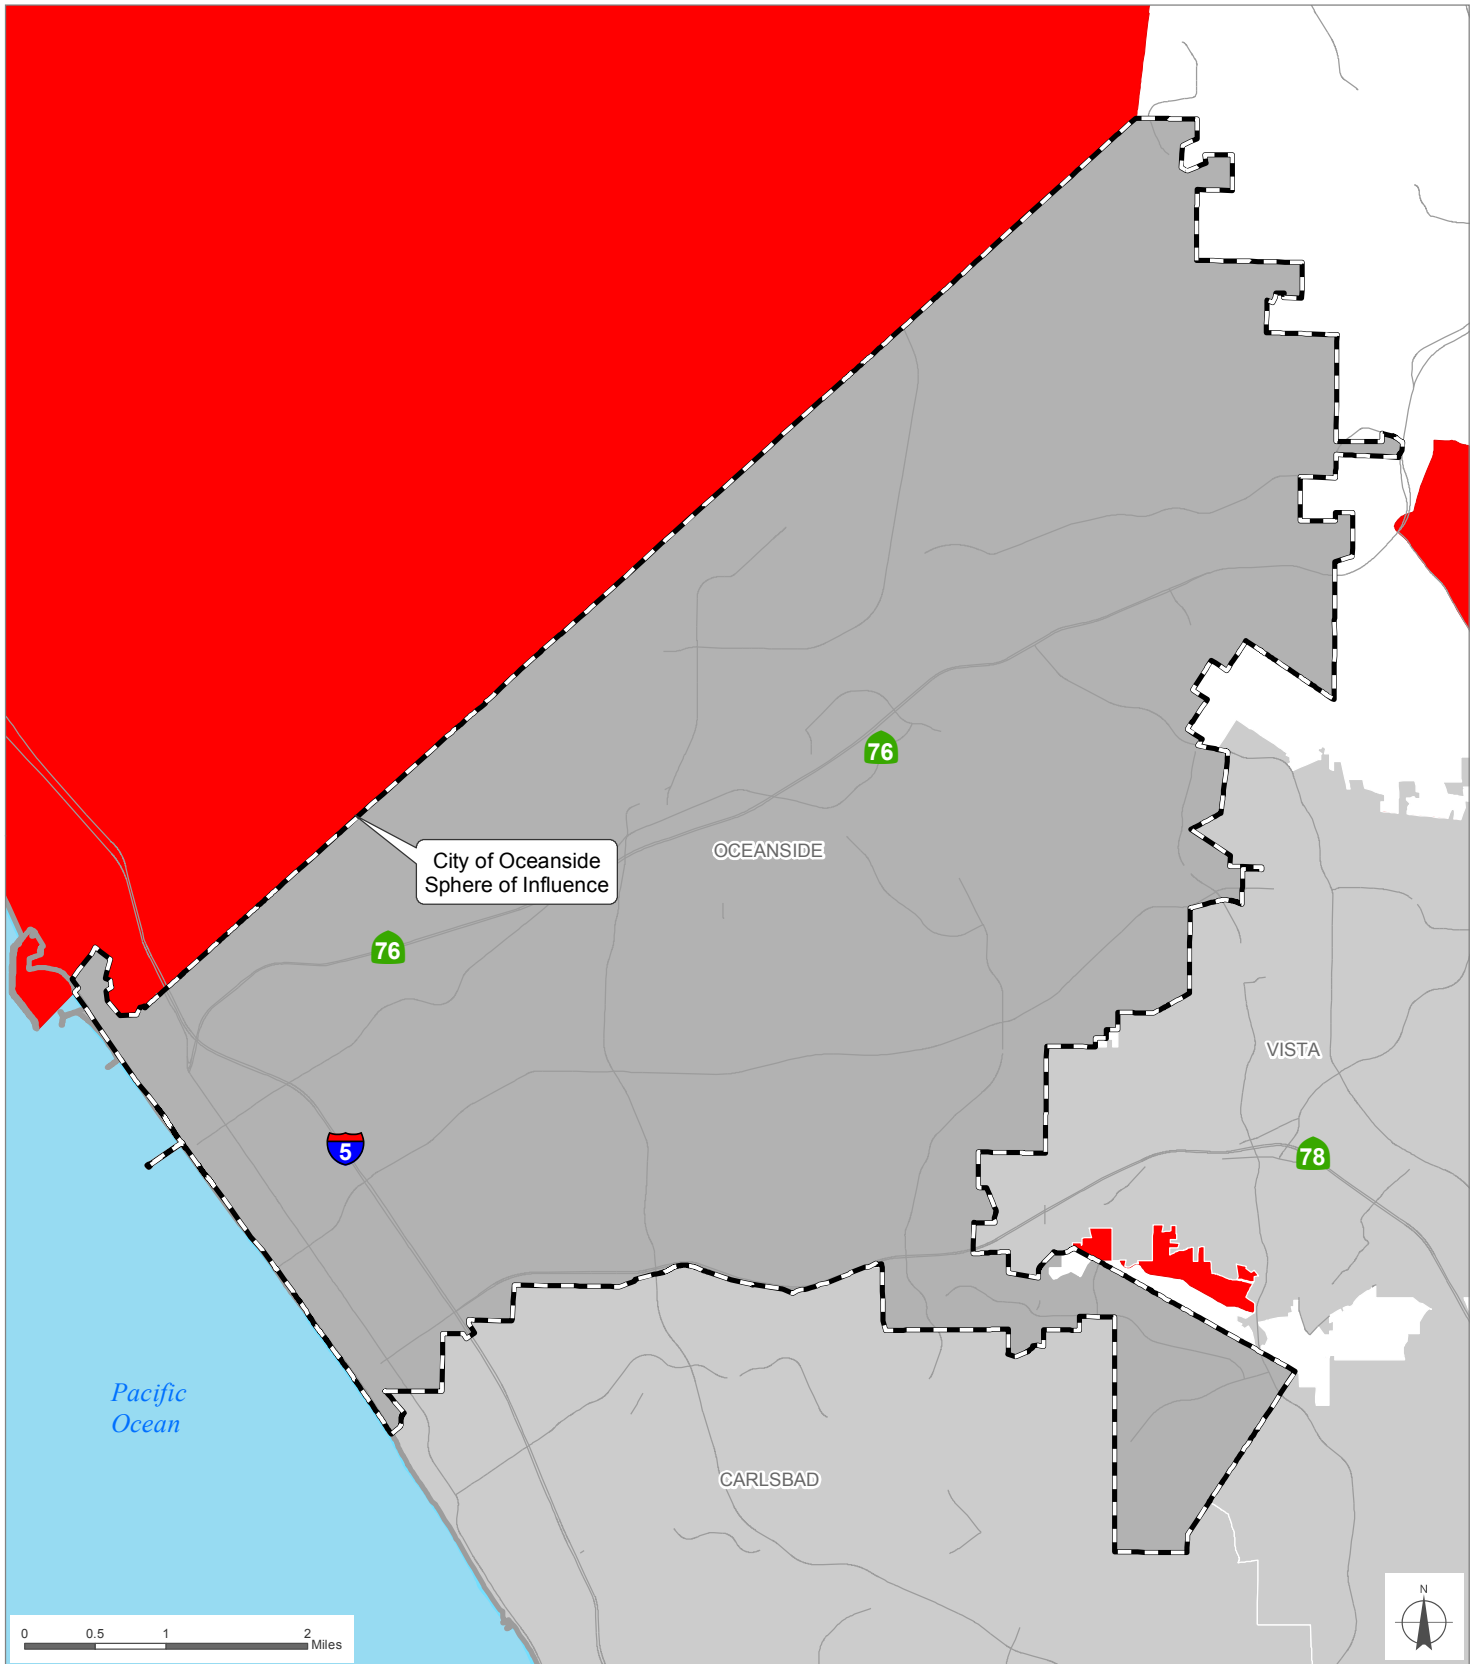 76
OCEANSIDE
City of Oceanside
Sphere of Influence
76
VISTA
5
78
Pacific
Ocean
CARLSBAD
N
0 0.5 1 2
Miles